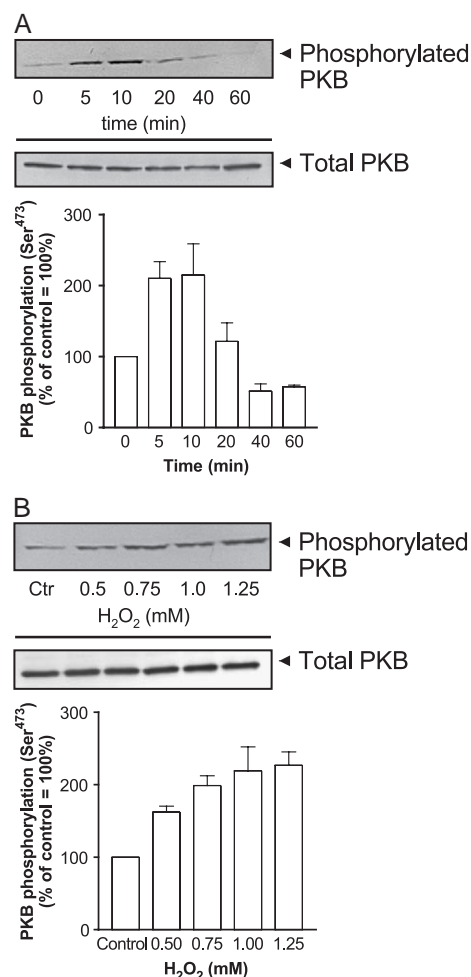 A
Phosphorylated
PKB
0 5 10 20 40 60
time (min)
Total PKB
PKB phosphorylation (Ser473)
(% of control = 100%)
300
200
100
0
0 5 10 20 40 60
Time (min)
B
Phosphorylated
PKB
Ctr 0.5 0.75 1.0 1.25
H2O2 (mM)
Total PKB
PKB phosphorylation (Ser473)
(% of control = 100%)
300
200
100
0
Control 0.50 0.75 1.00 1.25
H2O2 (mM)